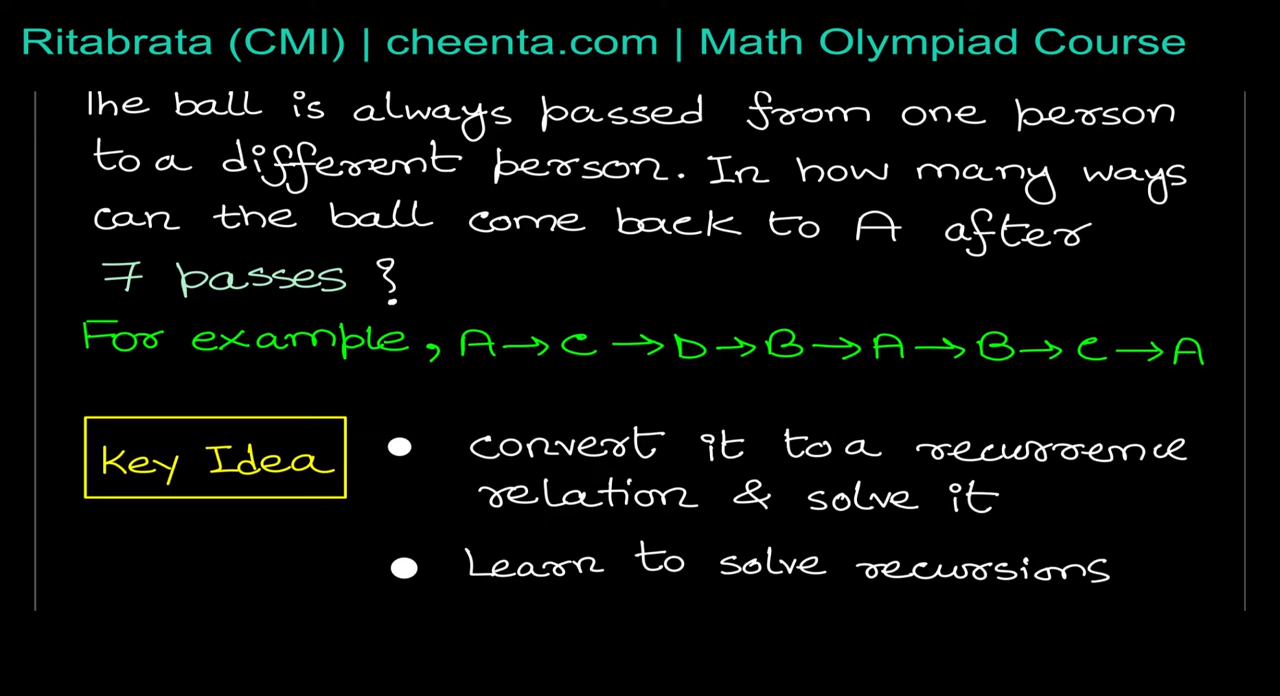 Ritabrata (CMI) | cheenta.com | Math Olympiad Course
The ball is always passed from one person
to a different person. In how many ways
can the ball come back to A after
7 passes ?
For example, A → C → D → B → A → B → C → A
Key Idea
• convert it to a recurrence
relation & solve it
• Learn to solve recursions